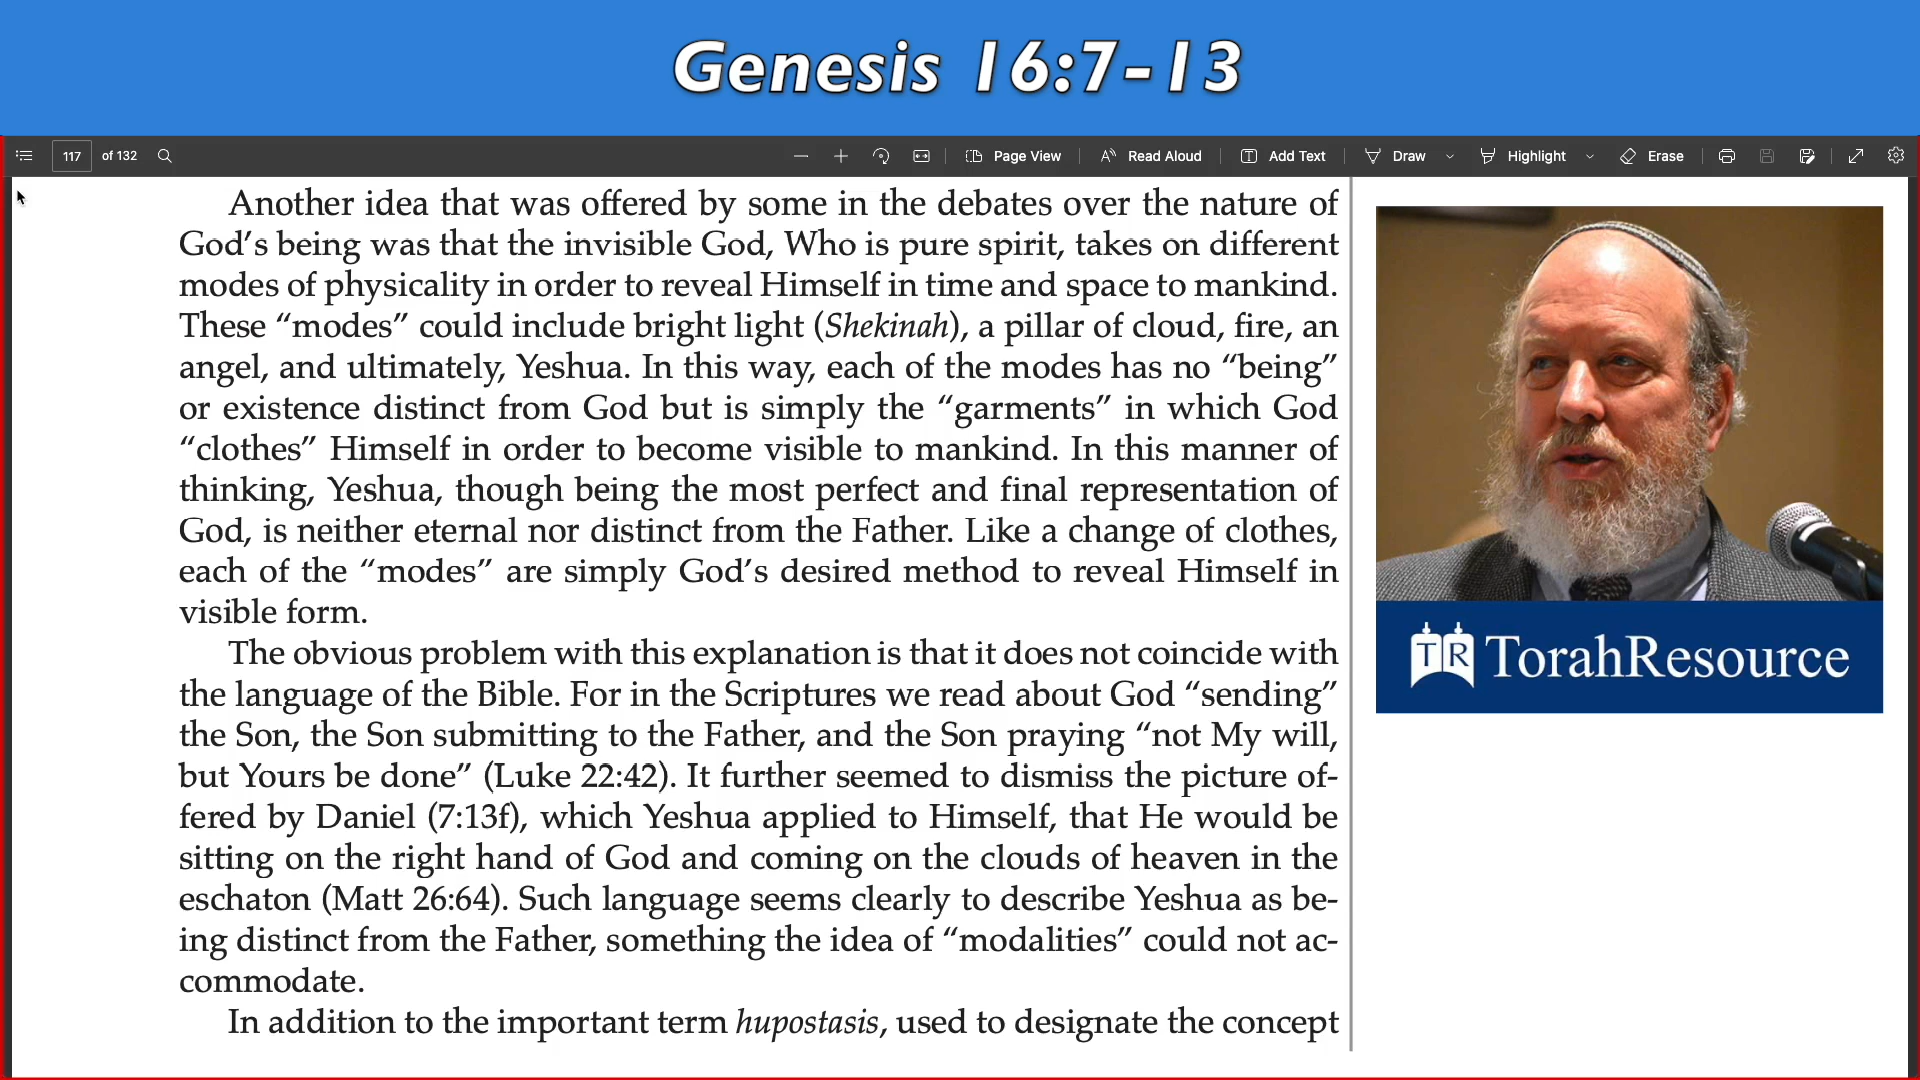 Genesis 16:7-13
117 of 132
Page View
Read Aloud
Add Text
Draw
Highlight
Erase
Another idea that was offered by some in the debates over the nature of
God’s being was that the invisible God, Who is pure spirit, takes on different
modes of physicality in order to reveal Himself in time and space to mankind.
These “modes” could include bright light (Shekinah), a pillar of cloud, fire, an
angel, and ultimately, Yeshua. In this way, each of the modes has no “being”
or existence distinct from God but is simply the “garments” in which God
“clothes” Himself in order to become visible to mankind. In this manner of
thinking, Yeshua, though being the most perfect and final representation of
God, is neither eternal nor distinct from the Father. Like a change of clothes,
each of the “modes” are simply God’s desired method to reveal Himself in
visible form.
The obvious problem with this explanation is that it does not coincide with
the language of the Bible. For in the Scriptures we read about God “sending”
the Son, the Son submitting to the Father, and the Son praying “not My will,
but Yours be done” (Luke 22:42). It further seemed to dismiss the picture of-
fered by Daniel (7:13f), which Yeshua applied to Himself, that He would be
sitting on the right hand of God and coming on the clouds of heaven in the
eschaton (Matt 26:64). Such language seems clearly to describe Yeshua as be-
ing distinct from the Father, something the idea of “modalities” could not ac-
commodate.
In addition to the important term hupostasis, used to designate the concept
TR TorahResource